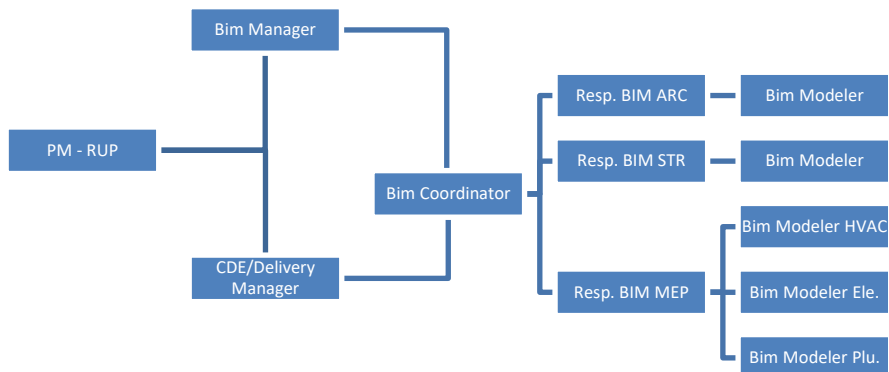 Bim Manager
PM - RUP
CDE/Delivery
Manager
Bim Coordinator
Resp. BIM ARC
Bim Modeler
Resp. BIM STR
Bim Modeler
Resp. BIM MEP
Bim Modeler HVAC
Bim Modeler Ele.
Bim Modeler Plu.